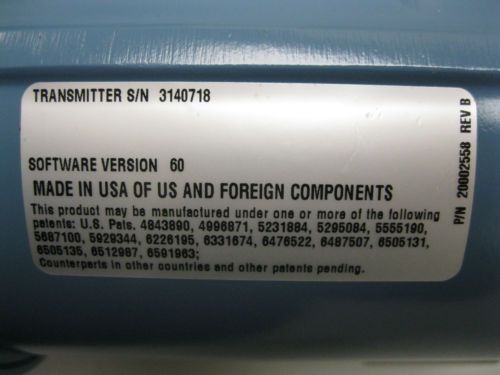 TRANSMITTER S/N 3140718
SOFTWARE VERSION 60
MADE IN USA OF US AND FOREIGN COMPONENTS
This product may be manufactured under one or more of the following
patents: U.S. Pats. 4843890, 4996871, 5231884, 5295084, 5555190,
5687100, 5929344, 6226195, 6331674, 6476522, 6487507, 6505131,
6505135, 6512987, 6591963;
Counterparts in other countries and other patents pending.
P/N 20002558 REV B